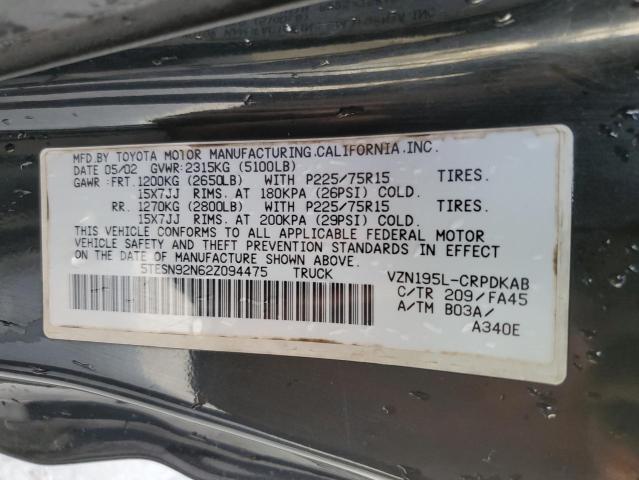 MFD.BY TOYOTA MOTOR MANUFACTURING.CALIFORNIA.INC.
DATE 05/02 GVWR:2315KG (5100LB)
GAWR:FRT.1200KG (2650LB) WITH P225/75R15 TIRES.
15X7JJ RIMS. AT 180KPA (26PSI) COLD.
RR. 1270KG (2800LB) WITH P225/75R15 TIRES.
15X7JJ RIMS. AT 200KPA (29PSI) COLD.
THIS VEHICLE CONFORMS TO ALL APPLICABLE FEDERAL MOTOR
VEHICLE SAFETY AND THEFT PREVENTION STANDARDS IN EFFECT
ON THE DATE OF MANUFACTURE SHOWN ABOVE.
5TESN92N62Z094475 TRUCK VZN195L-CRPDKAB
C/TR 209/FA45
A/TM B03A/
A340E